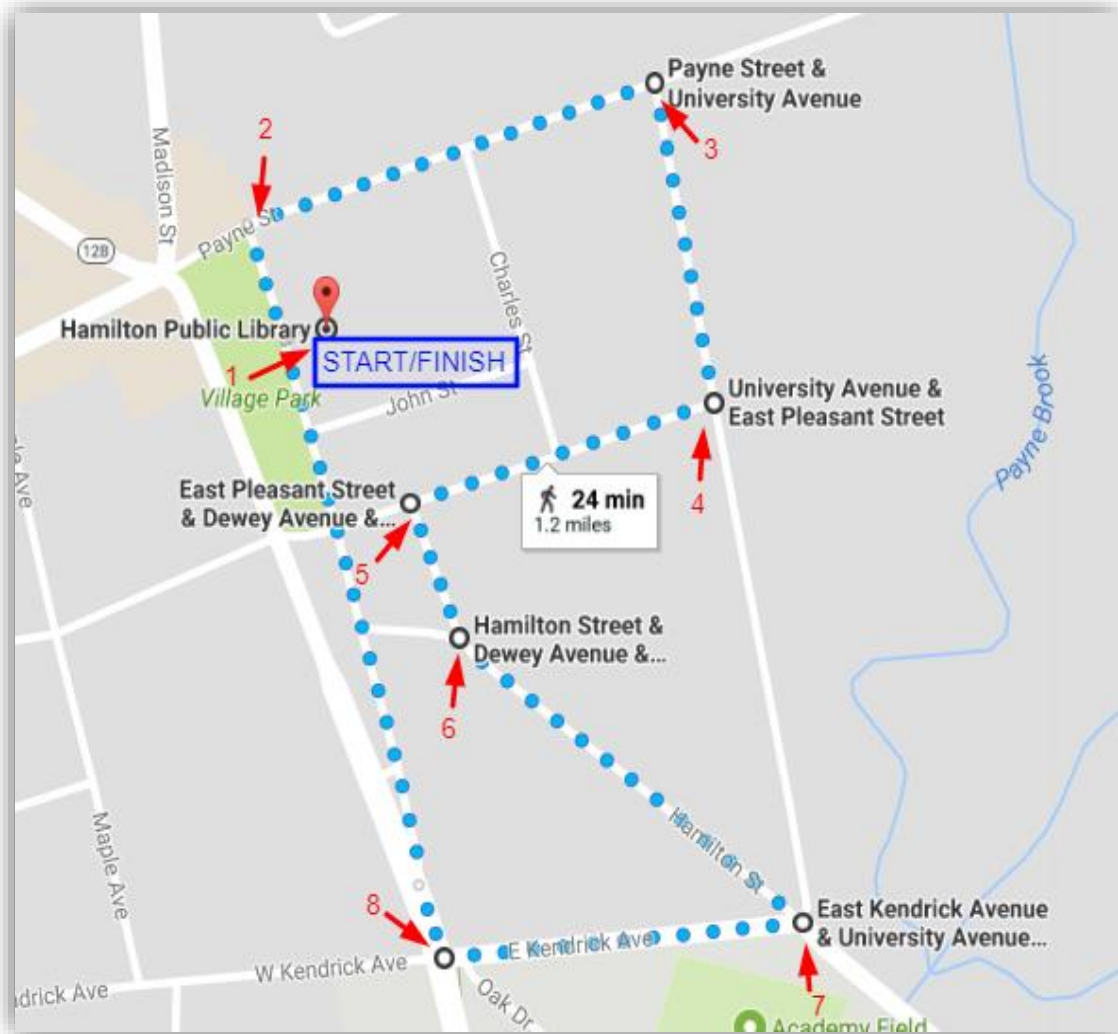 Payne Street &
University Avenue
2
3
Madison St
Payne St
128
Charles St
Hamilton Public Library
START/FINISH
1
Village Park
John St
University Avenue &
East Pleasant Street
Payne Brook
4
East Pleasant Street
& Dewey Avenue &...
24 min
1.2 miles
5
Hamilton Street &
Dewey Avenue &...
6
Maple Ave
Hamilton St
8
East Kendrick Avenue
& University Avenue...
E Kendrick Ave
W Kendrick Ave
7
Oak Dr
Academy Field